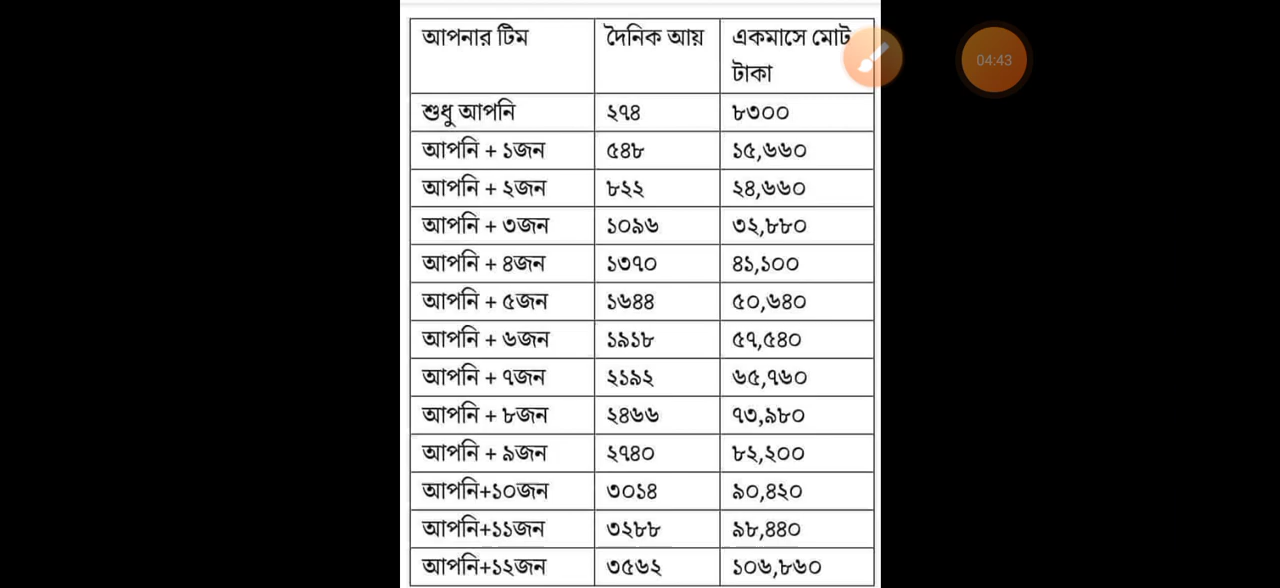 আপনার টিম দৈনিক আয় একমাসে মোট
টাকা
শুধু আপনি ২৭৪ ৮৩০০
আপনি + ১জন ৫৪৮ ১৫,৬৬০
আপনি + ২জন ৮২২ ২৪,৬৬০
আপনি + ৩জন ১০৯৬ ৩২,৮৮০
আপনি + ৪জন ১৩৭০ ৪১,১০০
আপনি + ৫জন ১৬৪৪ ৫০,৬৪০
আপনি + ৬জন ১৯১৮ ৫৭,৫৪০
আপনি + ৭জন ২১৯২ ৬৫,৭৬০
আপনি + ৮জন ২৪৬৬ ৭৩,৯৮০
আপনি + ৯জন ২৭৪০ ৮২,২০০
আপনি+১০জন ৩০১৪ ৯০,৪২০
আপনি+১১জন ৩২৮৮ ৯৮,৪৪০
আপনি+১২জন ৩৫৬২ ১০৬,৮৬০
04:43